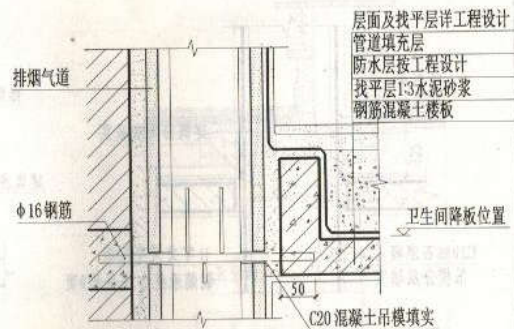 层面及找平层详工程设计
管道填充层
防水层按工程设计
找平层1:3水泥砂浆
钢筋混凝土楼板
排烟气道
ф16钢筋
卫生间降板位置
50
C20混凝土吊模填实